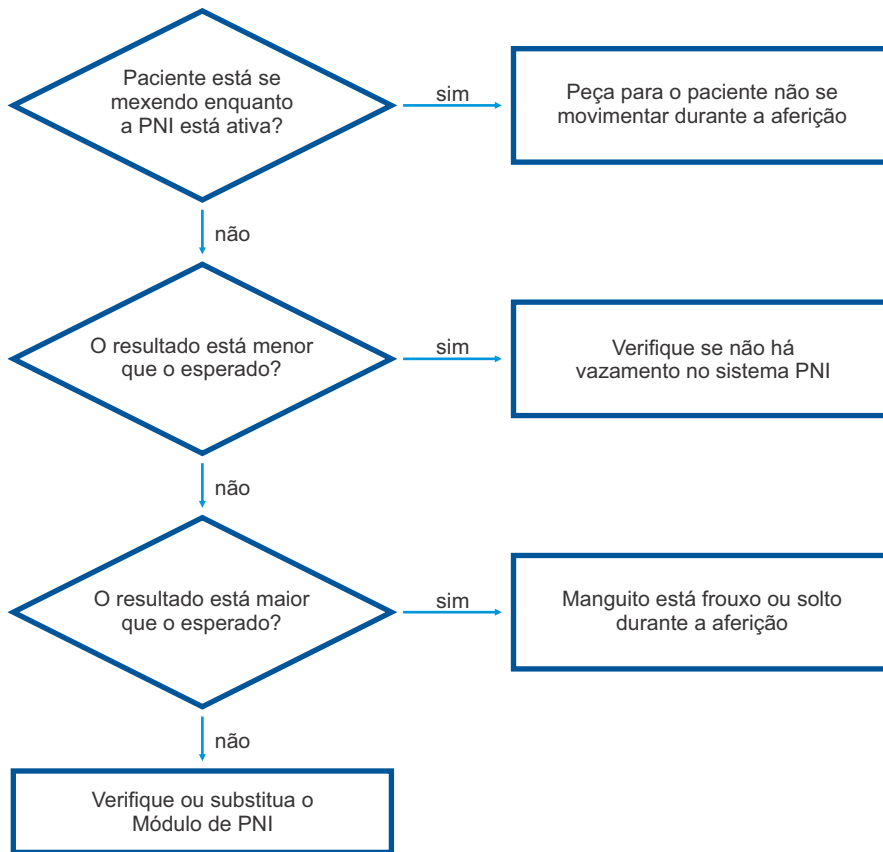 Paciente está se
mexendo enquanto
a PNI está ativa?
sim
Peça para o paciente não se
movimentar durante a aferição
não
O resultado está menor
que o esperado?
sim
Verifique se não há
vazamento no sistema PNI
não
O resultado está maior
que o esperado?
sim
Manguito está frouxo ou solto
durante a aferição
não
Verifique ou substitua o
Módulo de PNI